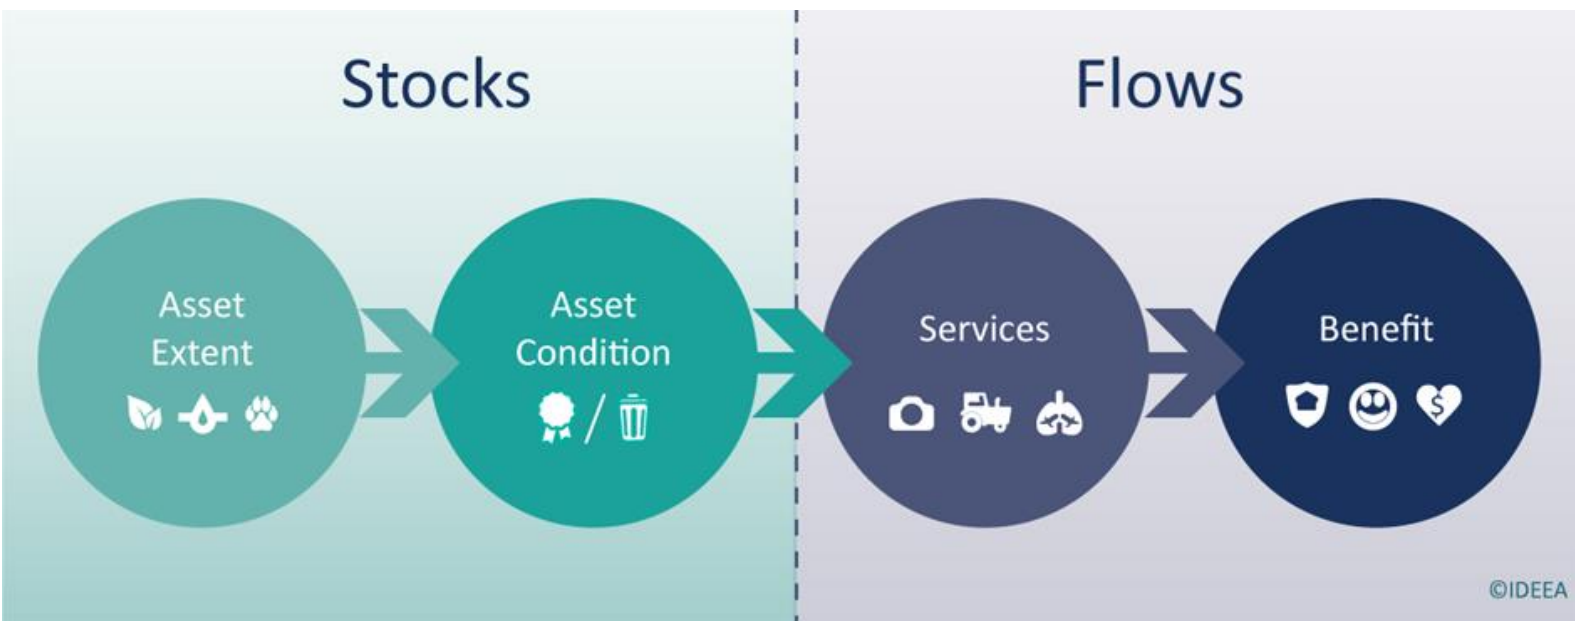 Stocks
Flows
Asset
Extent
Asset
Condition
/
Services
Benefit
$
©IDEEA